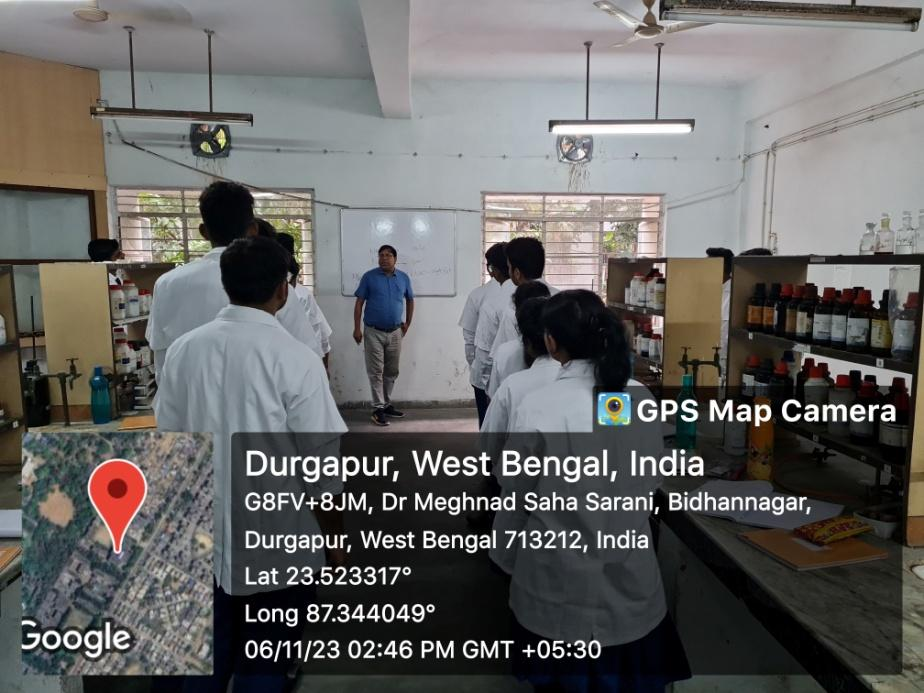 GPS Map Camera
Durgapur, West Bengal, India
G8FV+8JM, Dr Meghnad Saha Sarani, Bidhannagar,
Durgapur, West Bengal 713212, India
Lat 23.523317°
Long 87.344049°
06/11/23 02:46 PM GMT +05:30
Google